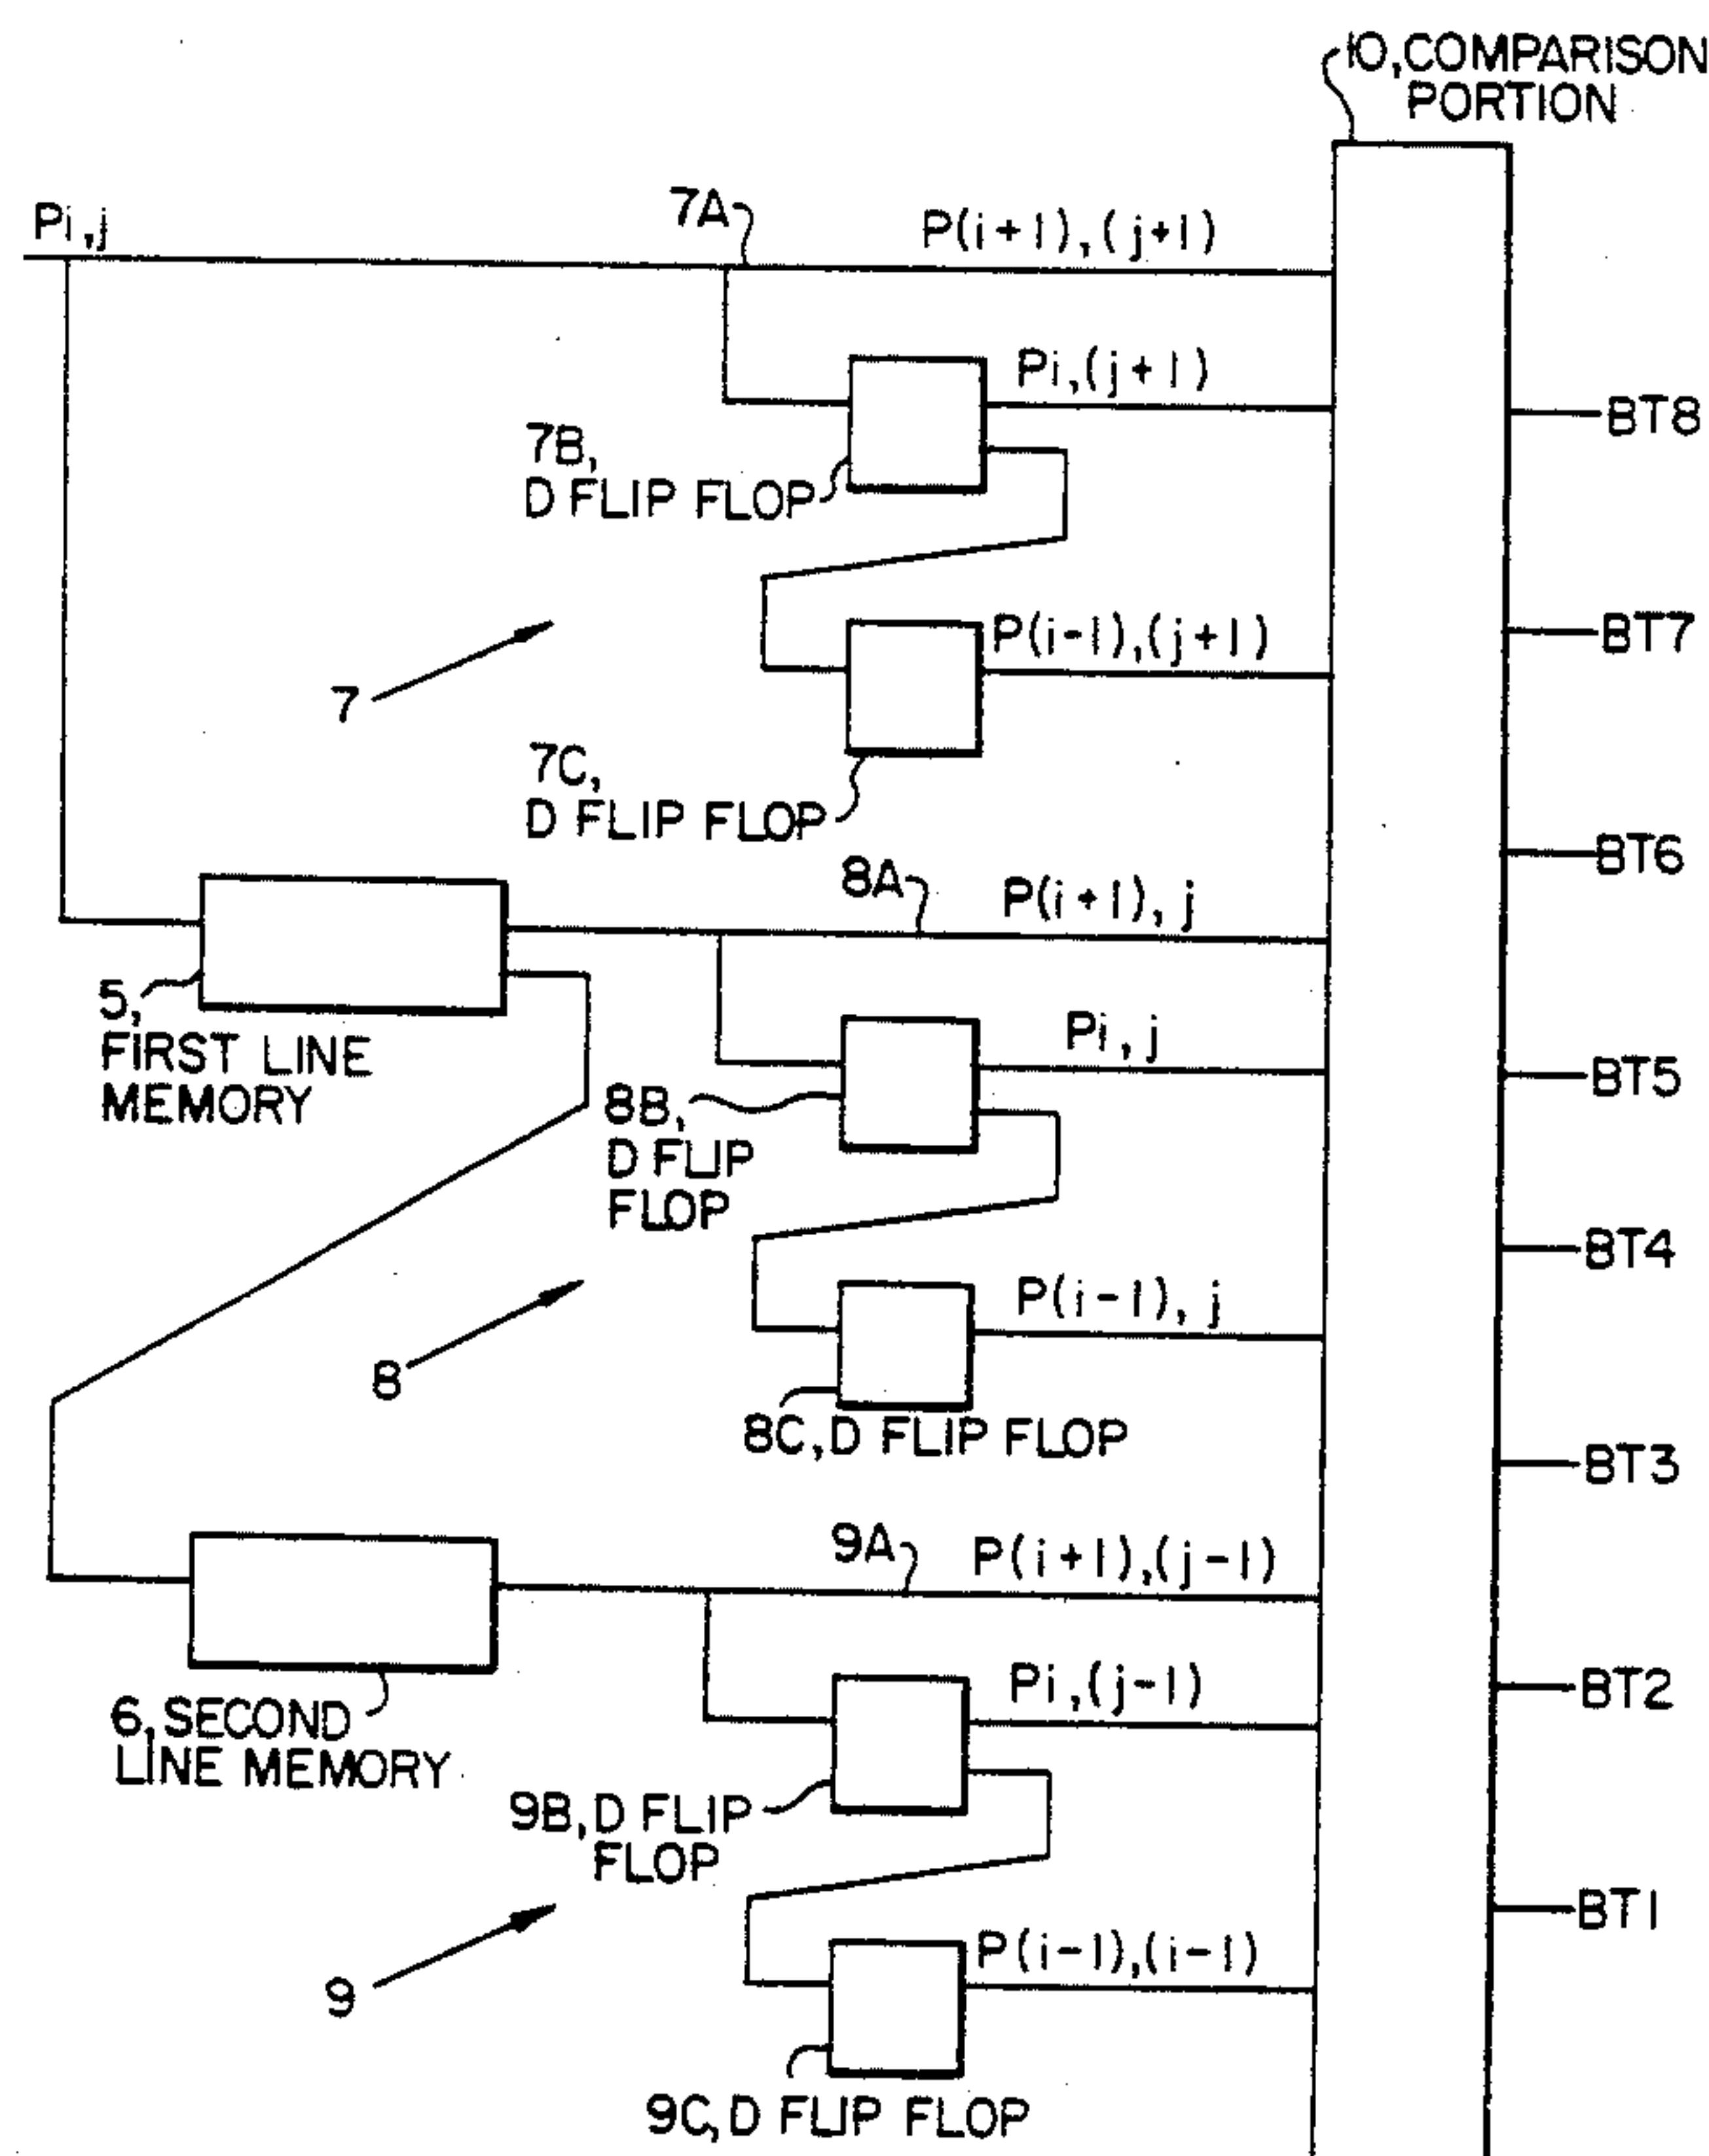 10, COMPARISON
PORTION
Pi,j
7A
P(i+1),(j+1)
Pi,(j+1)
BT8
7B,
D FLIP FLOP
P(i-1),(j+1)
BT7
7
7C,
D FLIP FLOP
BT6
8A
P(i+1),j
5,
FIRST LINE
MEMORY
Pi,j
BT5
8B,
D FLIP
FLOP
BT4
P(i-1),j
8
8C, D FLIP FLOP
BT3
9A
P(i+1),(j-1)
6, SECOND
LINE MEMORY
Pi,(j-1)
BT2
9B, D FLIP
FLOP
BT1
P(i-1),(i-1)
9
9C, D FLIP FLOP